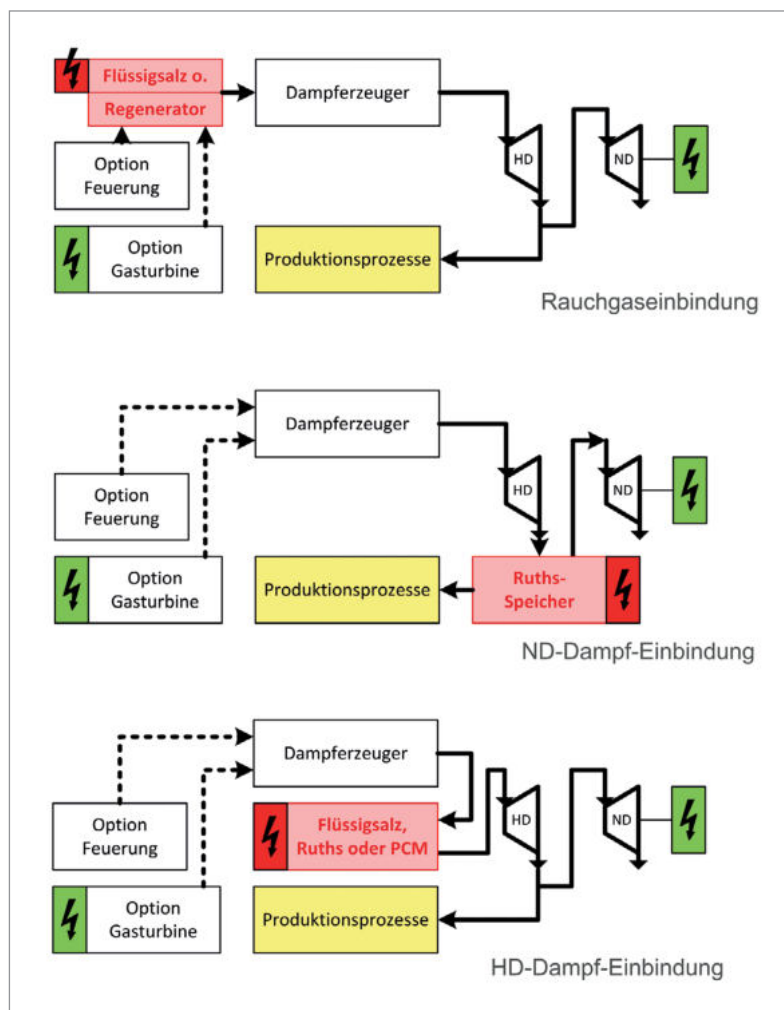 Flüssigsalz o.
Regenerator
Dampferzeuger
HD
ND
Option
Feuerung
Option
Gasturbine
Produktionsprozesse
Rauchgaseinbindung
Dampferzeuger
HD
ND
Option
Feuerung
Option
Gasturbine
Produktionsprozesse
Ruths-
Speicher
ND-Dampf-Einbindung
Dampferzeuger
Option
Feuerung
Flüssigsalz,
Ruths oder PCM
HD
ND
Option
Gasturbine
Produktionsprozesse
HD-Dampf-Einbindung